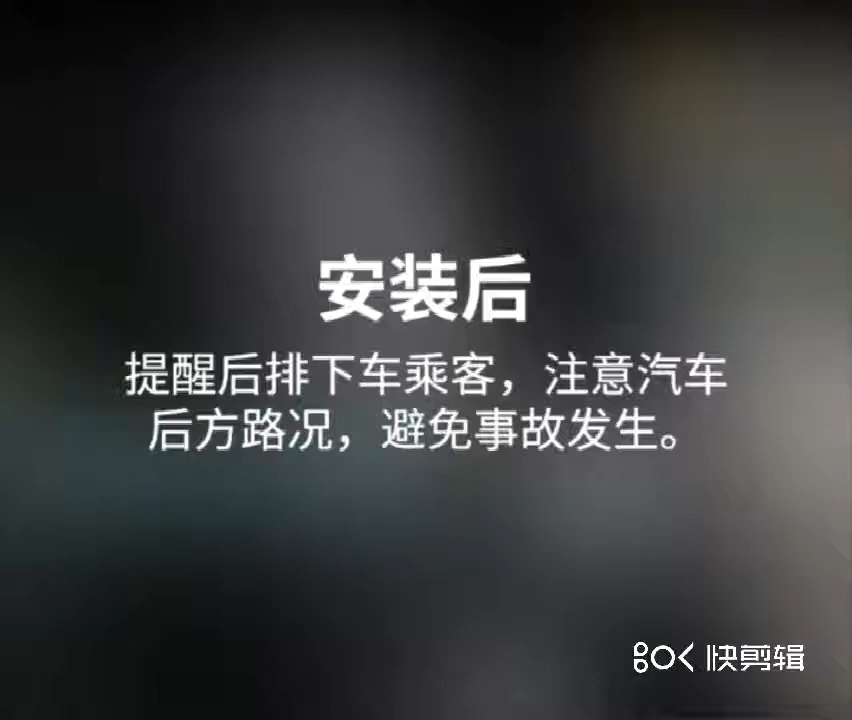 安装后
提醒后排下车乘客，注意汽车
后方路况，避免事故发生。
快剪辑